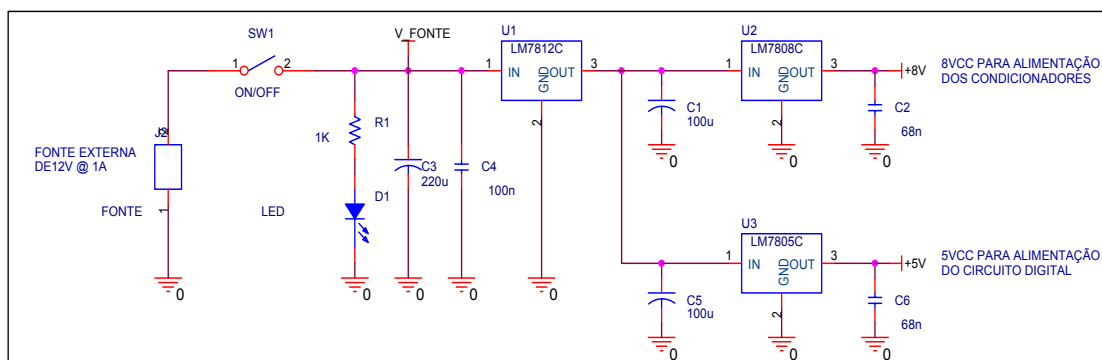 SW1
1 2
ON/OFF
J2
2
1
FONTE EXTERNA
DE12V @ 1A
FONTE
0
V_FONTE
R1
1K
D1
LED
0
C3
220u
0
C4
100n
0
U1
LM7812C
1 IN GND OUT 3
2
0
C1
100u
0
U2
LM7808C
1 IN GND OUT 3
2
0
+8V
C2
68n
0
8VCC PARA ALIMENTAÇÃO
DOS CONDICIONADORES
C5
100u
0
U3
LM7805C
1 IN GND OUT 3
2
0
+5V
C6
68n
0
5VCC PARA ALIMENTAÇÃO
DO CIRCUITO DIGITAL